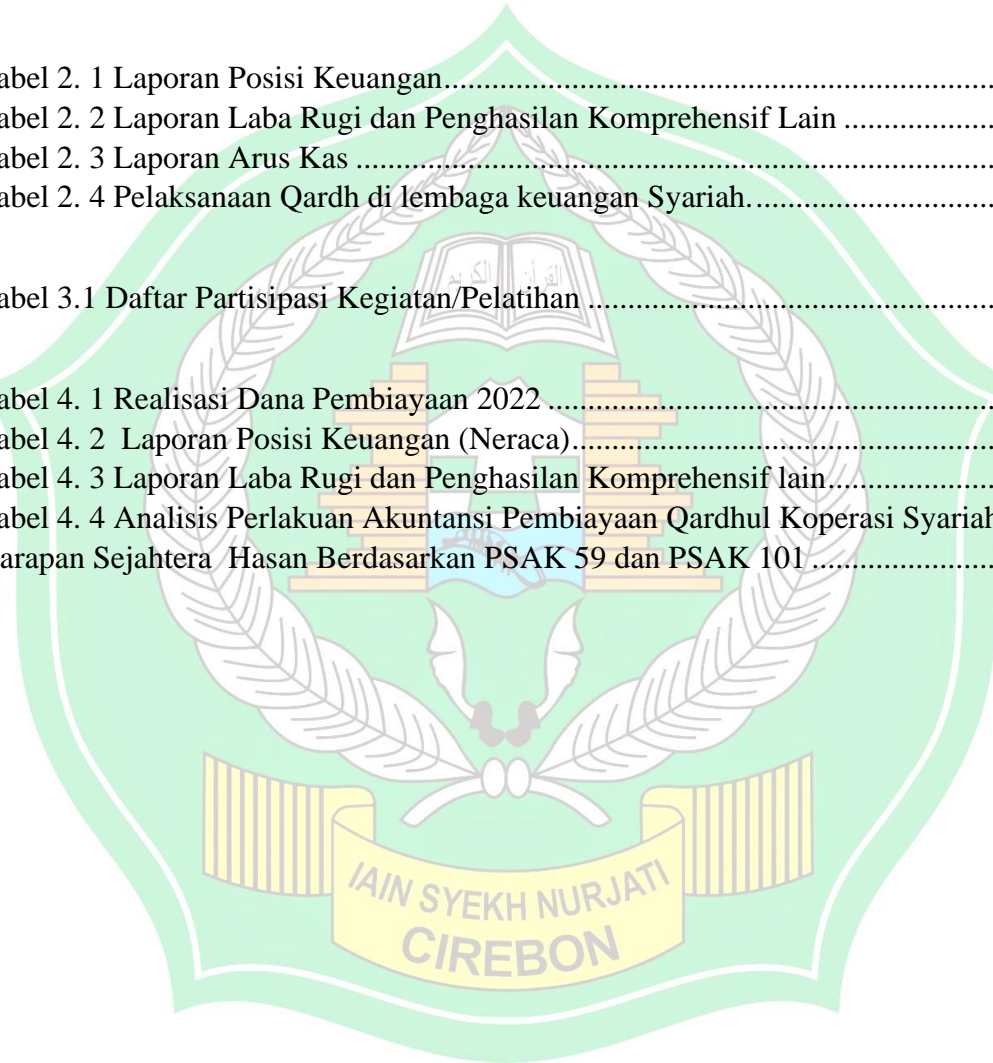 abel 2. 1 Laporan Posisi Keuangan.....................................................................
abel 2. 2 Laporan Laba Rugi dan Penghasilan Komprehensif Lain ...................
abel 2. 3 Laporan Arus Kas ................................................................................
abel 2. 4 Pelaksanaan Qardh di lembaga keuangan Syariah...............................
القرآن الكريم
abel 3.1 Daftar Partisipasi Kegiatan/Pelatihan ...................................................
abel 4. 1 Realisasi Dana Pembiayaan 2022 ........................................................
abel 4. 2  Laporan Posisi Keuangan (Neraca).....................................................
abel 4. 3 Laporan Laba Rugi dan Penghasilan Komprehensif lain.....................
abel 4. 4 Analisis Perlakuan Akuntansi Pembiayaan Qardhul Koperasi Syariah
arapan Sejahtera  Hasan Berdasarkan PSAK 59 dan PSAK 101 .......................
IAIN SYEKH NURJATI
CIREBON